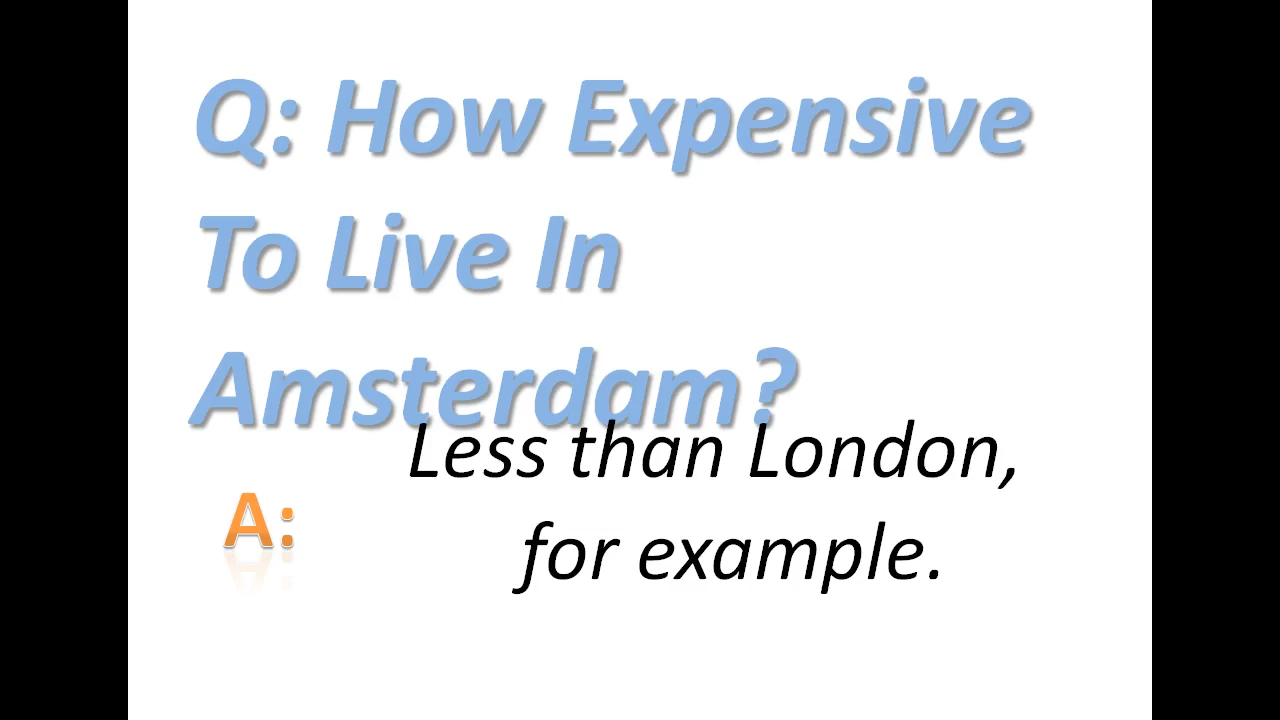 Q: How Expensive
To Live In
Amsterdam?
A:
Less than London,
for example.